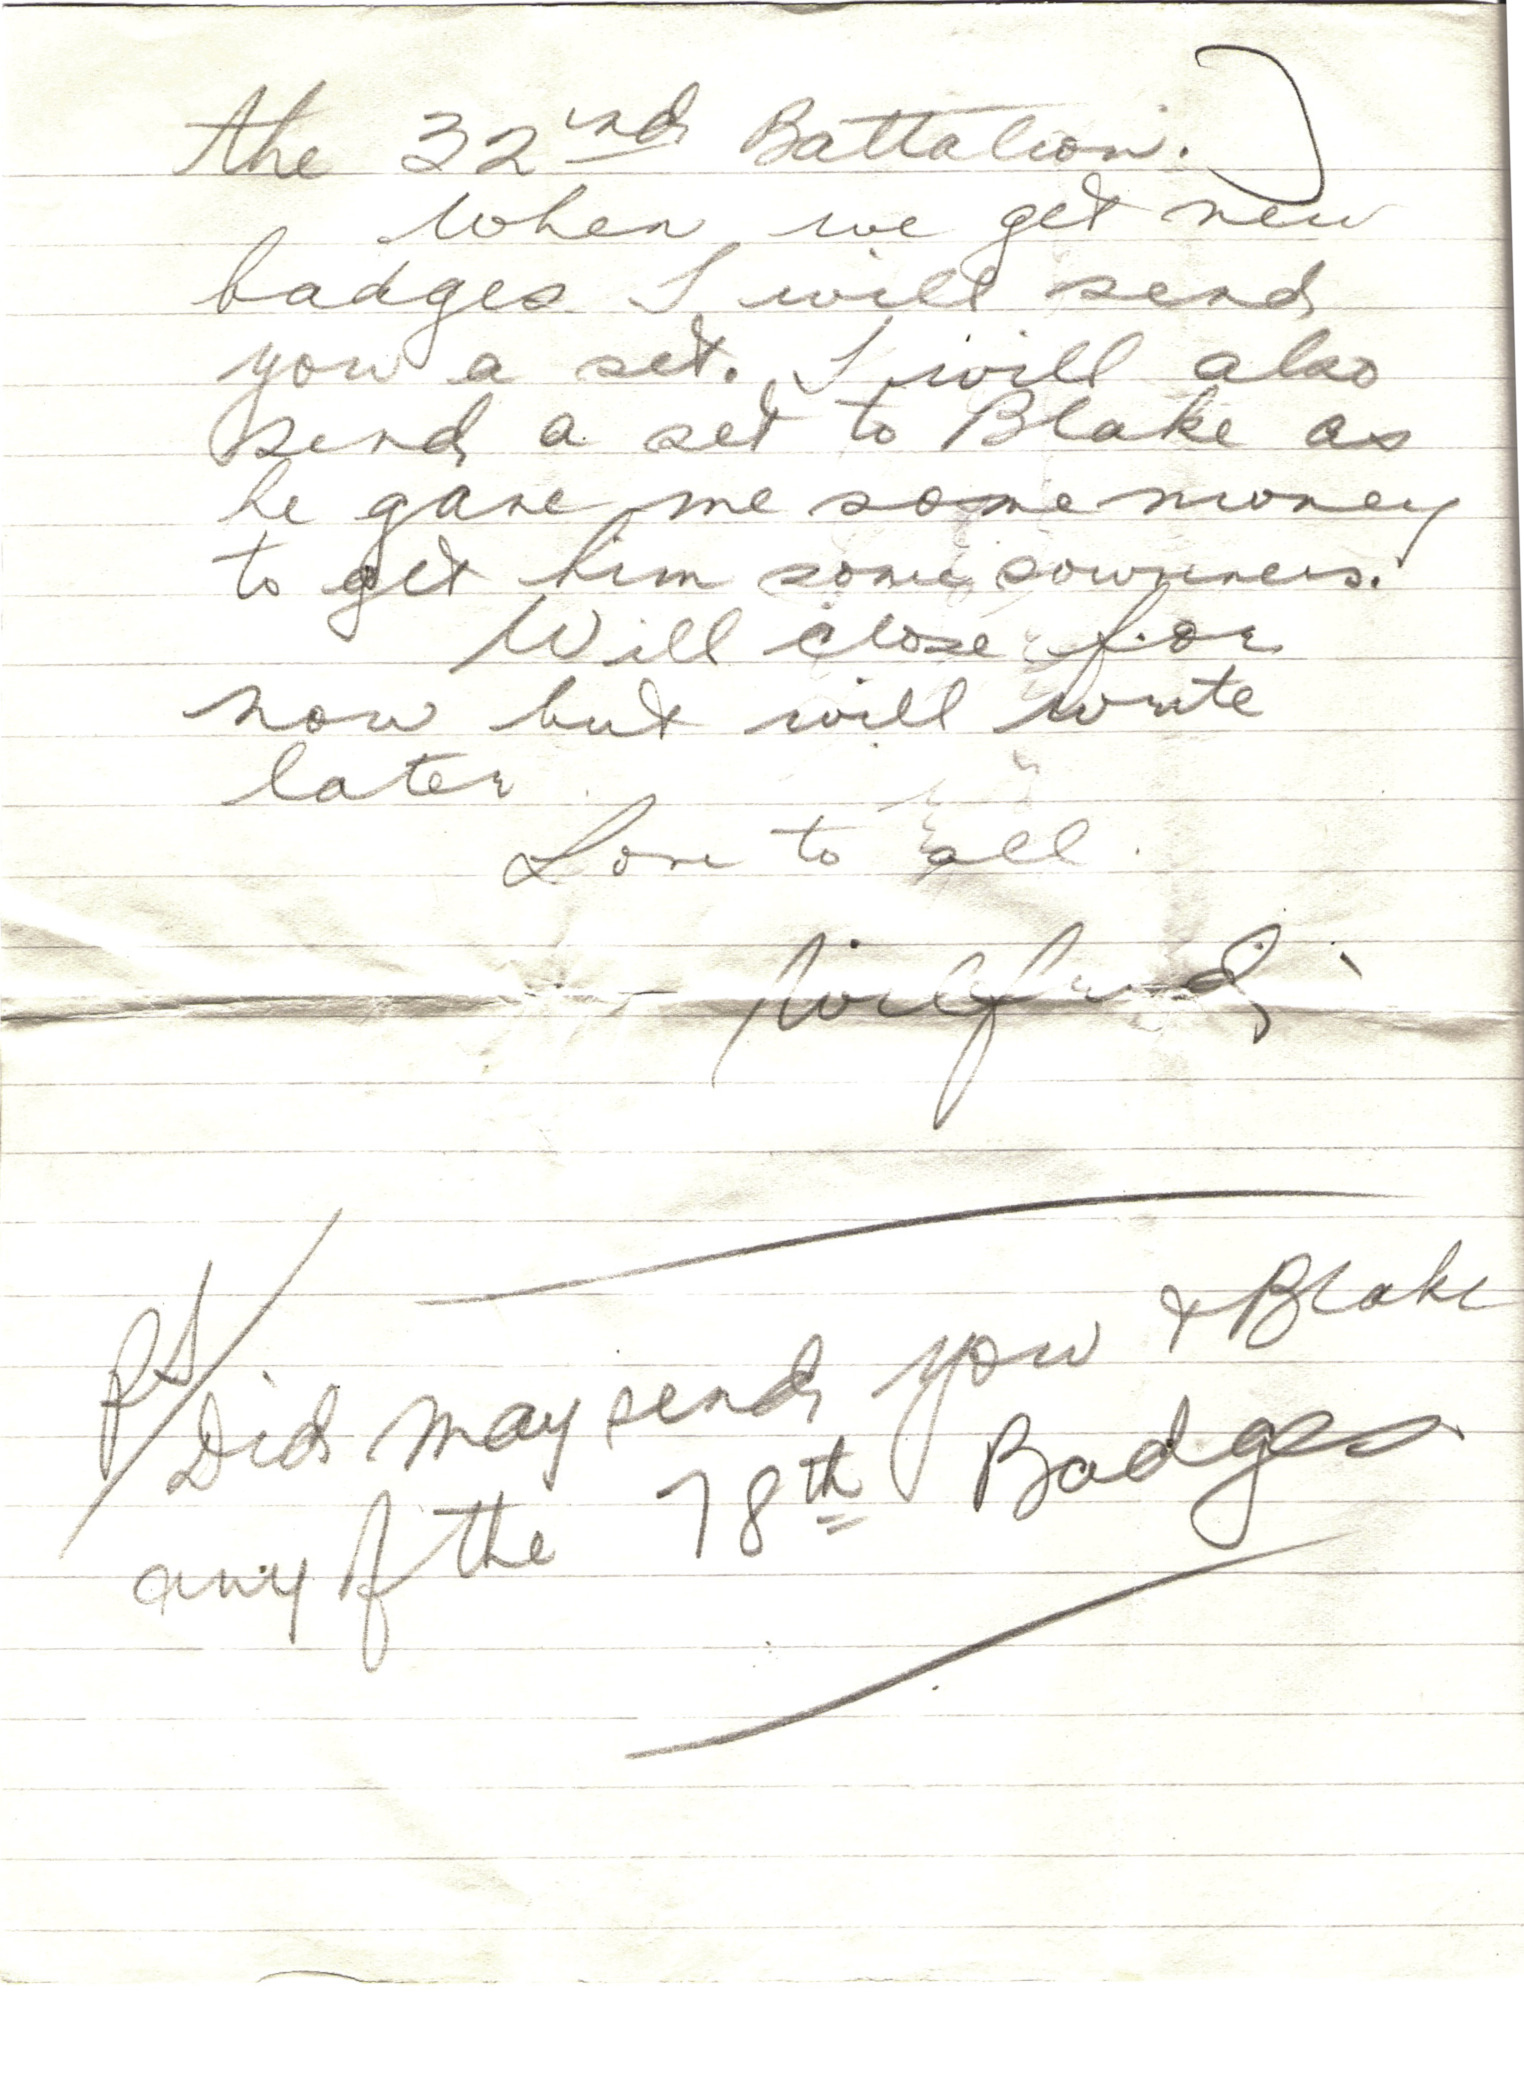 the 32nd Battalion.)
When we get new
badges I will send
you a set. I will also
send a set to Blake as
he gave me some money
to get him some souviners.
Will close for
now but will write
later
Love to all.
Wilfred
PS/
& Blake
Did May send you
any of the 78th Badges